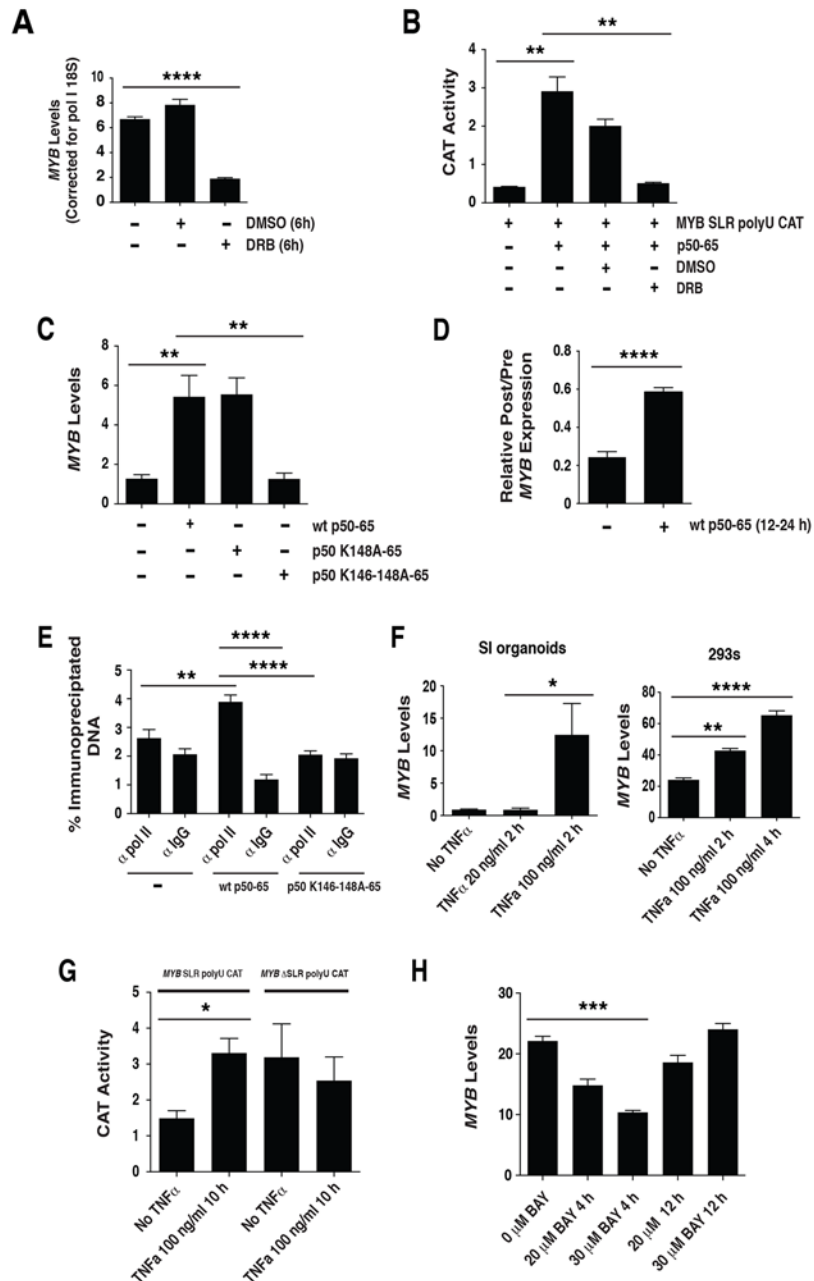 A
****
10
8
6
4
2
0
MYB Levels
(Corrected for pol I 18S)
– + – DMSO (6h)
– – + DRB (6h)
B
**
**
4
3
2
1
0
CAT Activity
+ + + + MYB SLR polyU CAT
– + + + p50-65
– – + – DMSO
– – – + DRB
C
**
**
8
6
4
2
0
MYB Levels
– + – – wt p50-65
– – + – p50 K148A-65
– – – + p50 K146-148A-65
D
****
0.8
0.6
0.4
0.2
0
Relative Post/Pre
MYB Expression
– + wt p50-65 (12-24 h)
E
****
**
****
5
4
3
2
1
0
% Immunopreciptated
DNA
α pol II
α IgG
α pol II
α IgG
α pol II
α IgG
–
wt p50-65
p50 K146-148A-65
F
SI organoids
*
20
15
10
5
0
MYB Levels
No TNFα
TNFα 20 ng/ml 2 h
TNFa 100 ng/ml 2 h
293s
****
**
80
60
40
20
0
MYB Levels
No TNFα
TNFa 100 ng/ml 2 h
TNFa 100 ng/ml 4 h
G
MYB SLR polyU CAT
MYB ΔSLR polyU CAT
*
5
4
3
2
1
0
CAT Activity
No TNFα
TNFa 100 ng/ml 10 h
No TNFα
TNFa 100 ng/ml 10 h
H
***
30
20
10
0
MYB Levels
0 µM BAY
20 µM BAY 4 h
30 µM BAY 4 h
20 µM 12 h
30 µM BAY 12 h